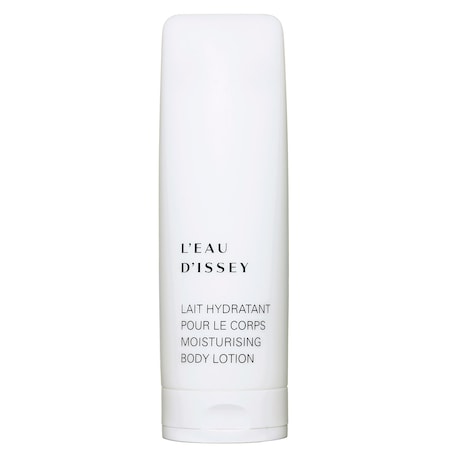 L'EAU
D'ISSEY
LAIT HYDRATANT
POUR LE CORPS
MOISTURISING
BODY LOTION